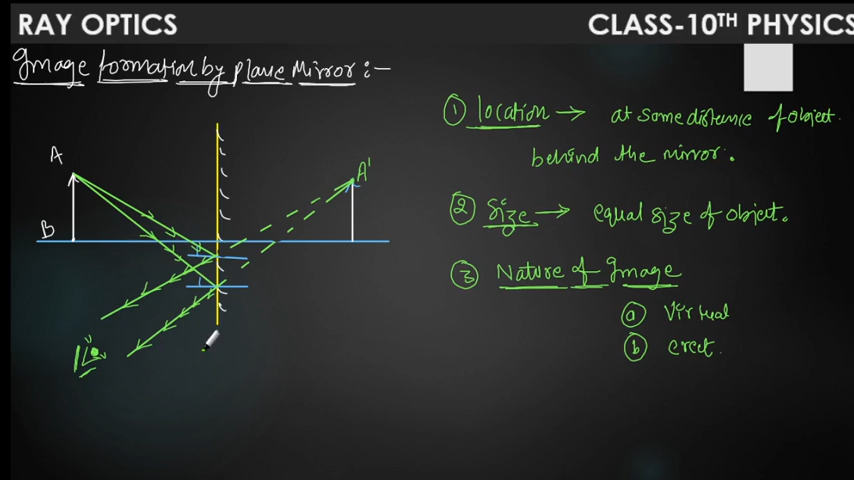 RAY OPTICS
CLASS-10TH PHYSICS
Image formation by plane Mirror :-
① location → at some distance of object
behind the mirror.
② Size → equal size of object.
③ Nature of Image
ⓐ Virtual
ⓑ erect.
A
B
A'